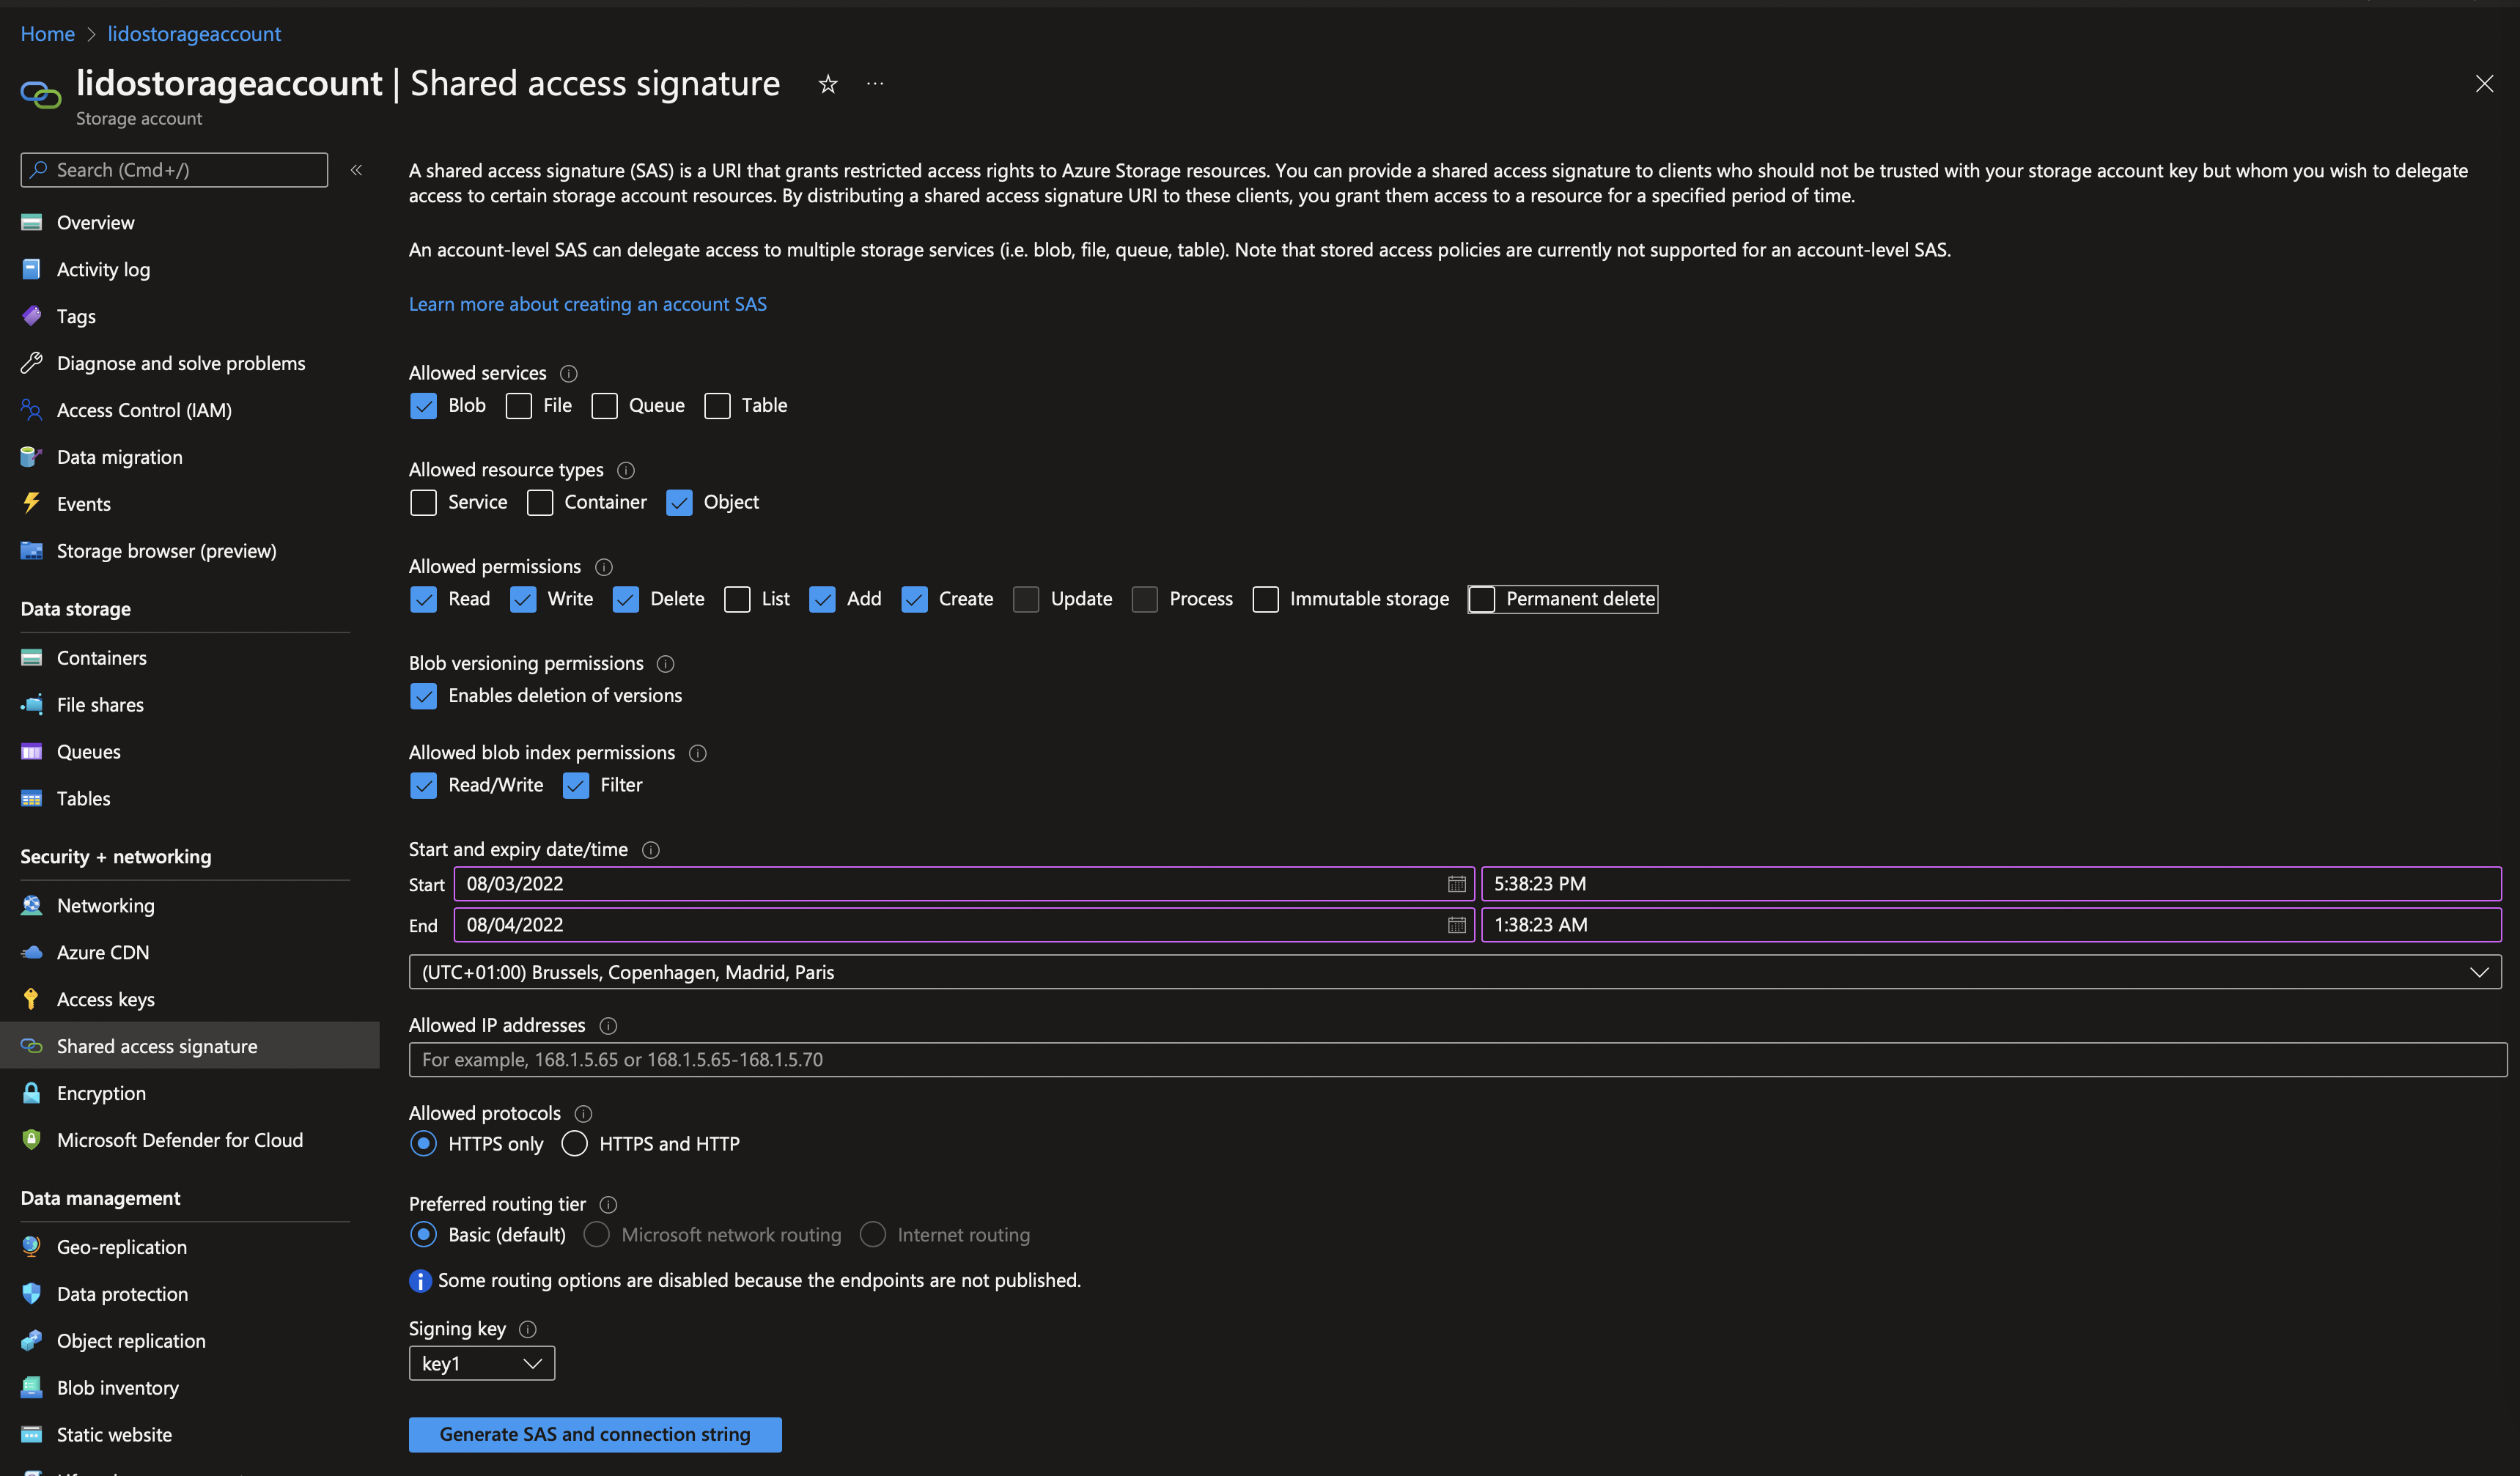 Home > lidostorageaccount
lidostorageaccount | Shared access signature ☆ ···
Storage account
Search (Cmd+/) «
Overview
Activity log
Tags
Diagnose and solve problems
Access Control (IAM)
Data migration
Events
Storage browser (preview)
Data storage
Containers
File shares
Queues
Tables
Security + networking
Networking
Azure CDN
Access keys
Shared access signature
Encryption
Microsoft Defender for Cloud
Data management
Geo-replication
Data protection
Object replication
Blob inventory
Static website
A shared access signature (SAS) is a URI that grants restricted access rights to Azure Storage resources. You can provide a shared access signature to clients who should not be trusted with your storage account key but whom you wish to delegate
access to certain storage account resources. By distributing a shared access signature URI to these clients, you grant them access to a resource for a specified period of time.
An account-level SAS can delegate access to multiple storage services (i.e. blob, file, queue, table). Note that stored access policies are currently not supported for an account-level SAS.
Learn more about creating an account SAS
Allowed services
Blob File Queue Table
Allowed resource types
Service Container Object
Allowed permissions
Read Write Delete List Add Create Update Process Immutable storage Permanent delete
Blob versioning permissions
Enables deletion of versions
Allowed blob index permissions
Read/Write Filter
Start and expiry date/time
Start 08/03/2022 5:38:23 PM
End 08/04/2022 1:38:23 AM
(UTC+01:00) Brussels, Copenhagen, Madrid, Paris
Allowed IP addresses
For example, 168.1.5.65 or 168.1.5.65-168.1.5.70
Allowed protocols
HTTPS only HTTPS and HTTP
Preferred routing tier
Basic (default) Microsoft network routing Internet routing
Some routing options are disabled because the endpoints are not published.
Signing key
key1
Generate SAS and connection string